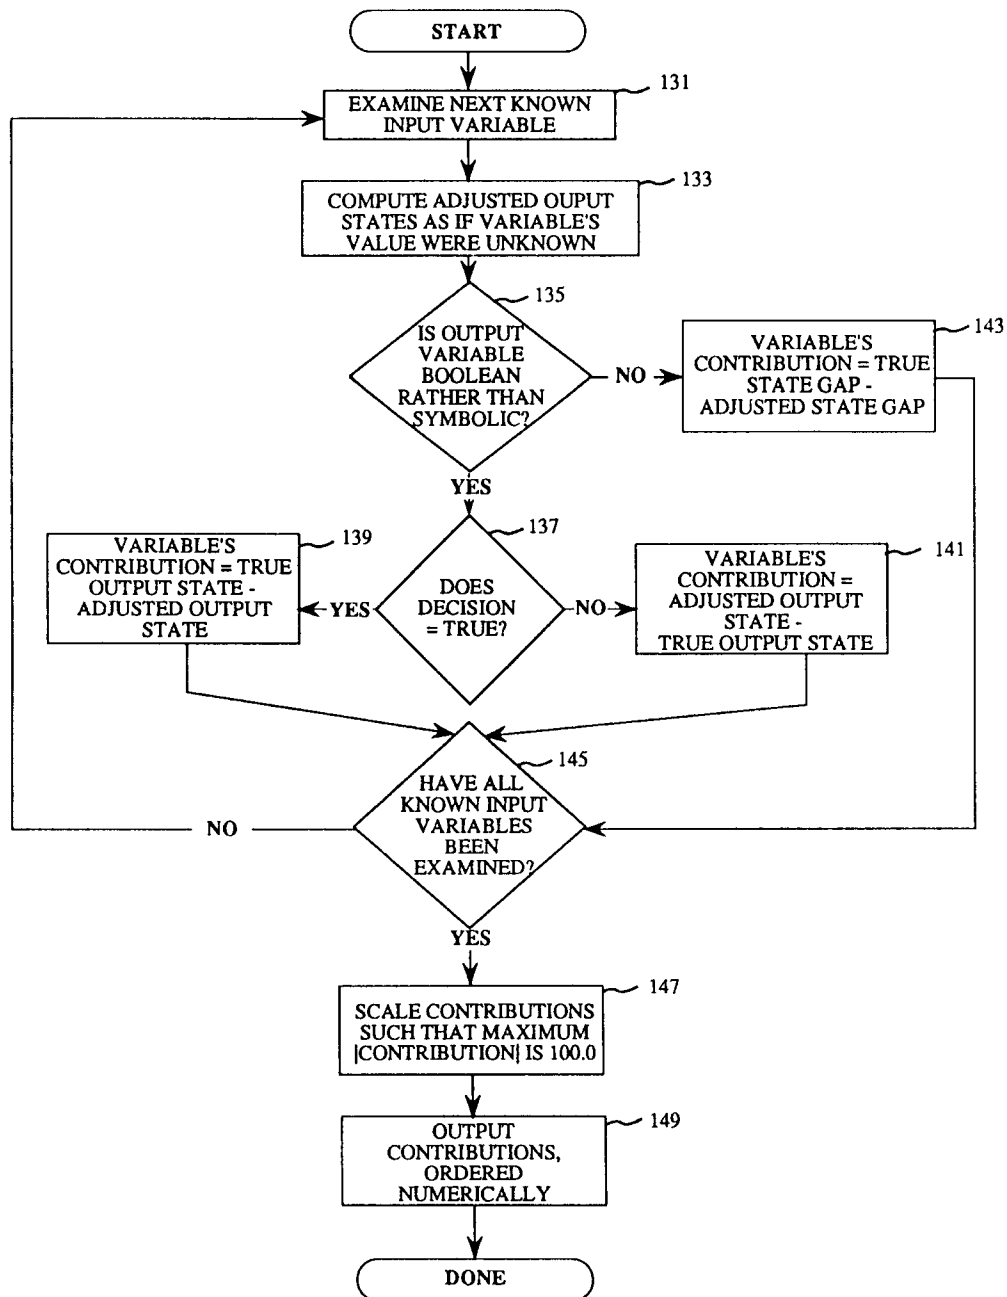 START
131
EXAMINE NEXT KNOWN
INPUT VARIABLE
133
COMPUTE ADJUSTED OUPUT
STATES AS IF VARIABLE'S
VALUE WERE UNKNOWN
135
IS OUTPUT
VARIABLE
BOOLEAN
RATHER THAN
SYMBOLIC?
NO
143
VARIABLE'S
CONTRIBUTION = TRUE
STATE GAP -
ADJUSTED STATE GAP
YES
137
DOES
DECISION
= TRUE?
YES
139
VARIABLE'S
CONTRIBUTION = TRUE
OUTPUT STATE -
ADJUSTED OUTPUT
STATE
NO
141
VARIABLE'S
CONTRIBUTION =
ADJUSTED OUTPUT
STATE -
TRUE OUTPUT STATE
145
HAVE ALL
KNOWN INPUT
VARIABLES
BEEN
EXAMINED?
NO
YES
147
SCALE CONTRIBUTIONS
SUCH THAT MAXIMUM
|CONTRIBUTION| IS 100.0
149
OUTPUT
CONTRIBUTIONS,
ORDERED
NUMERICALLY
DONE